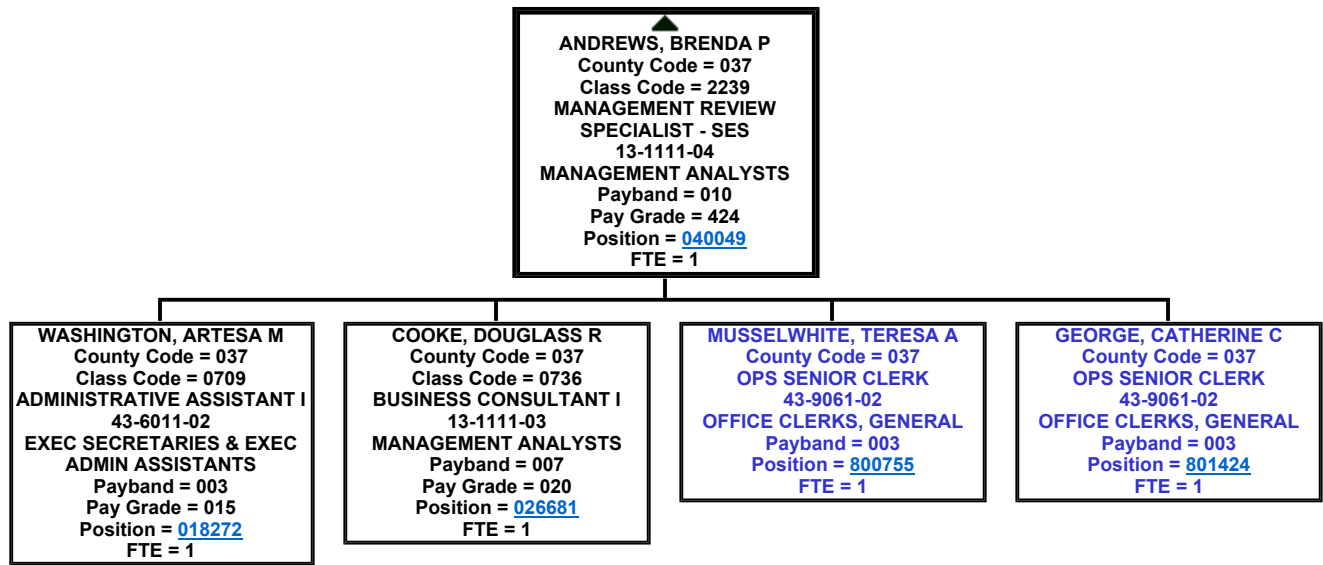 ANDREWS, BRENDA P
County Code = 037
Class Code = 2239
MANAGEMENT REVIEW
SPECIALIST - SES
13-1111-04
MANAGEMENT ANALYSTS
Payband = 010
Pay Grade = 424
Position = 040049
FTE = 1
WASHINGTON, ARTESA M
County Code = 037
Class Code = 0709
ADMINISTRATIVE ASSISTANT I
43-6011-02
EXEC SECRETARIES & EXEC
ADMIN ASSISTANTS
Payband = 003
Pay Grade = 015
Position = 018272
FTE = 1
COOKE, DOUGLASS R
County Code = 037
Class Code = 0736
BUSINESS CONSULTANT I
13-1111-03
MANAGEMENT ANALYSTS
Payband = 007
Pay Grade = 020
Position = 026681
FTE = 1
MUSSELWHITE, TERESA A
County Code = 037
OPS SENIOR CLERK
43-9061-02
OFFICE CLERKS, GENERAL
Payband = 003
Position = 800755
FTE = 1
GEORGE, CATHERINE C
County Code = 037
OPS SENIOR CLERK
43-9061-02
OFFICE CLERKS, GENERAL
Payband = 003
Position = 801424
FTE = 1